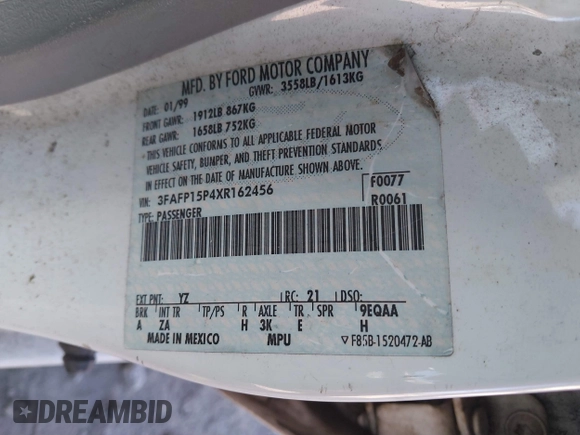 MFD. BY FORD MOTOR COMPANY
DATE: 01/99 GVWR: 3558LB/1613KG
FRONT GAWR: 1912LB 867KG
REAR GAWR: 1658LB 752KG
• THIS VEHICLE CONFORMS TO ALL APPLICABLE FEDERAL MOTOR
VEHICLE SAFETY, BUMPER, AND THEFT PREVENTION STANDARDS
IN EFFECT ON THE DATE OF MANUFACTURE SHOWN ABOVE.
VIN: 3FAFP15P4XR162456 F0077
TYPE: PASSENGER R0061
EXT PNT: YZ RC: 21 DSO:
BRK INT TR TP/PS R AXLE TR SPR 9EQAA
A ZA H 3K E H
MADE IN MEXICO MPU ▽ F85B-1520472-AB
DREAMBID